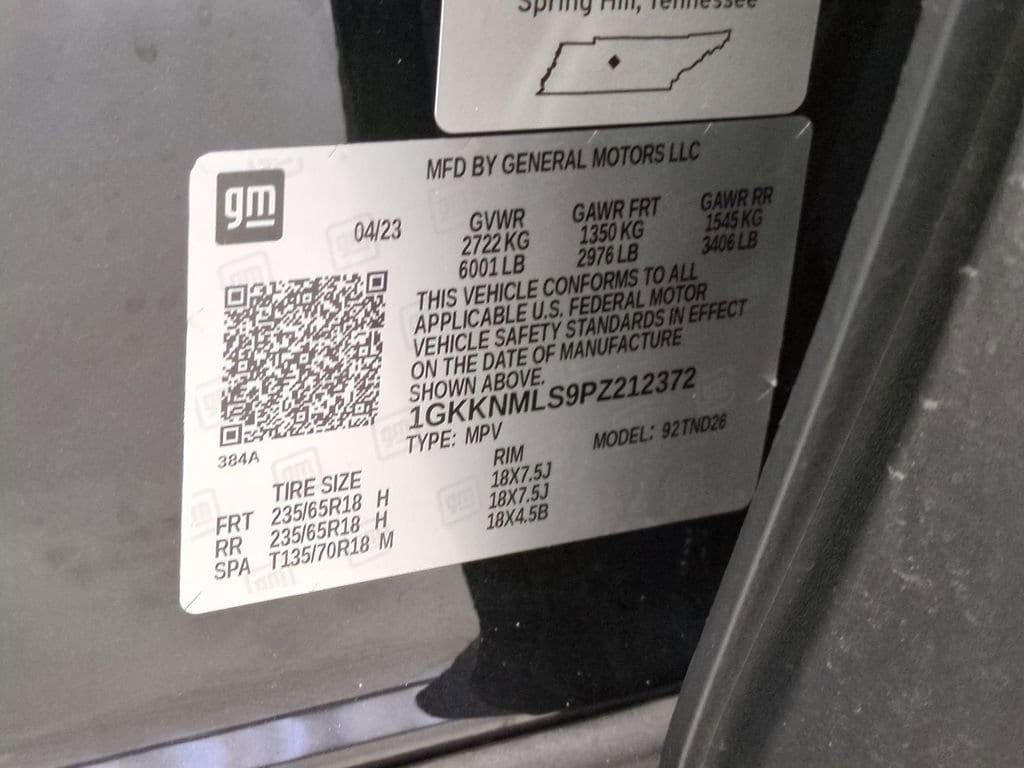 Spring Hill, Tennessee
gm
MFD BY GENERAL MOTORS LLC
04/23
GVWR GAWR FRT GAWR RR
2722 KG 1350 KG 1545 KG
6001 LB 2976 LB 3406 LB
THIS VEHICLE CONFORMS TO ALL
APPLICABLE U.S. FEDERAL MOTOR
VEHICLE SAFETY STANDARDS IN EFFECT
ON THE DATE OF MANUFACTURE
SHOWN ABOVE.
1GKKNMLS9PZ212372
TYPE: MPV MODEL: 92TND26
384A
TIRE SIZE RIM
FRT 235/65R18 H 18X7.5J
RR 235/65R18 H 18X7.5J
SPA T135/70R18 M 18X4.5B